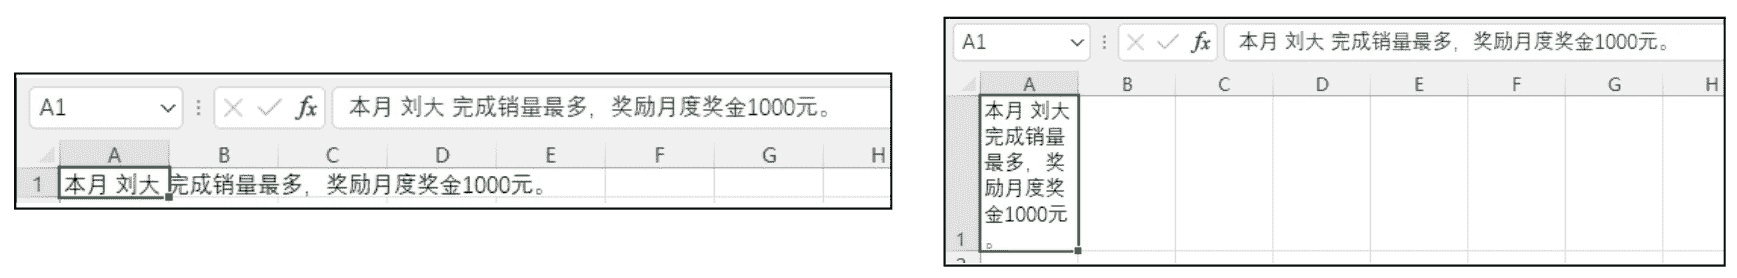 A1 fx 本月 刘大 完成销量最多，奖励月度奖金1000元。
A B C D E F G H
1 本月 刘大 完成销量最多，奖励月度奖金1000元。
A1 fx 本月 刘大 完成销量最多，奖励月度奖金1000元。
A B C D E F G H
本月 刘大
完成销量
最多，奖
励月度奖
金1000元
1 。